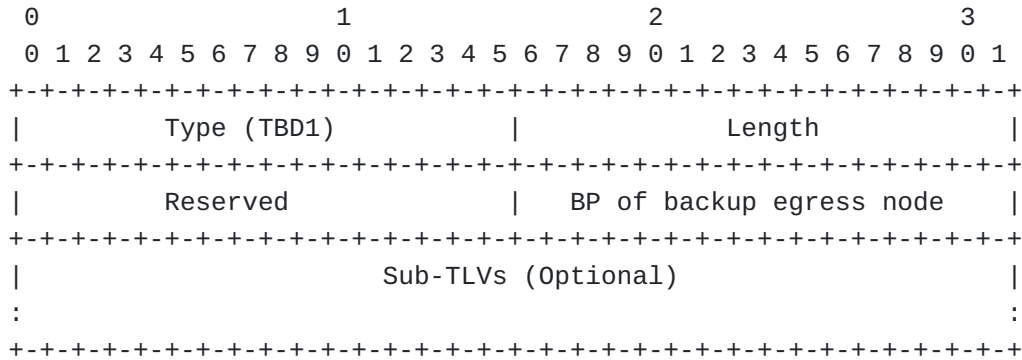 0                   1                   2                   3
 0 1 2 3 4 5 6 7 8 9 0 1 2 3 4 5 6 7 8 9 0 1 2 3 4 5 6 7 8 9 0 1
+-+-+-+-+-+-+-+-+-+-+-+-+-+-+-+-+-+-+-+-+-+-+-+-+-+-+-+-+-+-+-+-+
|         Type (TBD1)           |             Length            |
+-+-+-+-+-+-+-+-+-+-+-+-+-+-+-+-+-+-+-+-+-+-+-+-+-+-+-+-+-+-+-+-+
|         Reserved              |   BP of backup egress node    |
+-+-+-+-+-+-+-+-+-+-+-+-+-+-+-+-+-+-+-+-+-+-+-+-+-+-+-+-+-+-+-+-+
|                       Sub-TLVs (Optional)                     |
:                                                               :
+-+-+-+-+-+-+-+-+-+-+-+-+-+-+-+-+-+-+-+-+-+-+-+-+-+-+-+-+-+-+-+-+